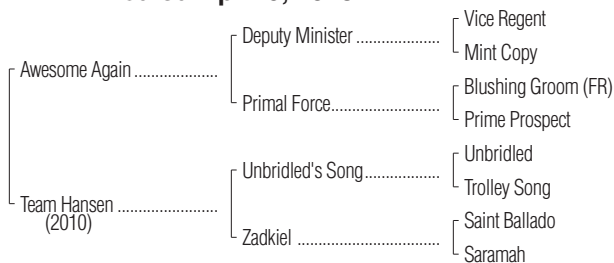 Vice Regent
Deputy Minister
Mint Copy
Awesome Again
Blushing Groom (FR)
Primal Force
Prime Prospect
Unbridled
Unbridled's Song
Trolley Song
Team Hansen
(2010)
Saint Ballado
Zadkiel
Saramah